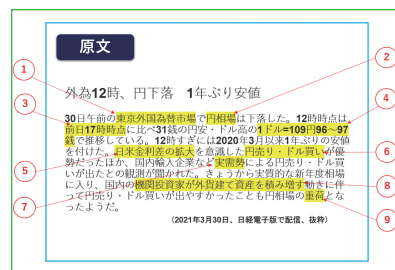 原文
外為12時、円下落 1年ぶり安値
30日午前の東京外国為替市場で円相場は下落した。12時時点は
前日17時時点に比べ31銭の円安・ドル高の1ドル=109円96～97
銭で推移している。12時すぎには2020年3月以来1年ぶりの安値
を付けた。日米金利差の拡大を意識した円売り・ドル買いが優
勢だったほか、国内輸入企業など実需勢による円売り・ドル買
いが出たとの観測が聞かれた。きょうから実質的な新年度相場
に入り、国内の機関投資家が外貨建て資産を積み増す動きに伴
って円売り・ドル買いが出やすかったことも円相場の重荷とな
ったようだ。
(2021年3月30日、日経電子版で配信、抜粋)
1
2
3
4
5
6
7
8
9